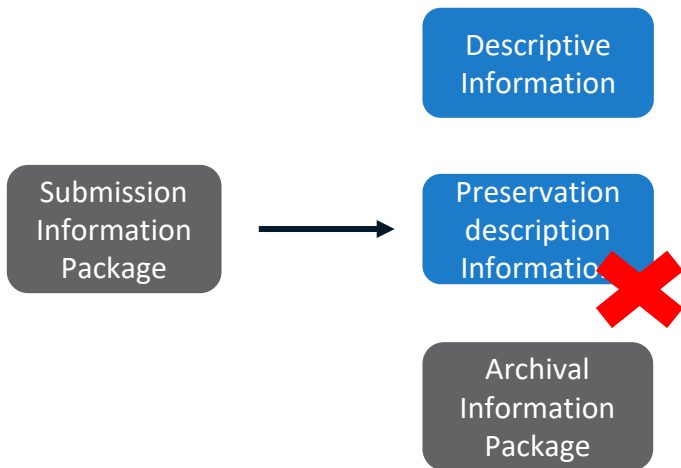 Descriptive
Information
Submission
Information
Package
Preservation
description
Information
Archival
Information
Package